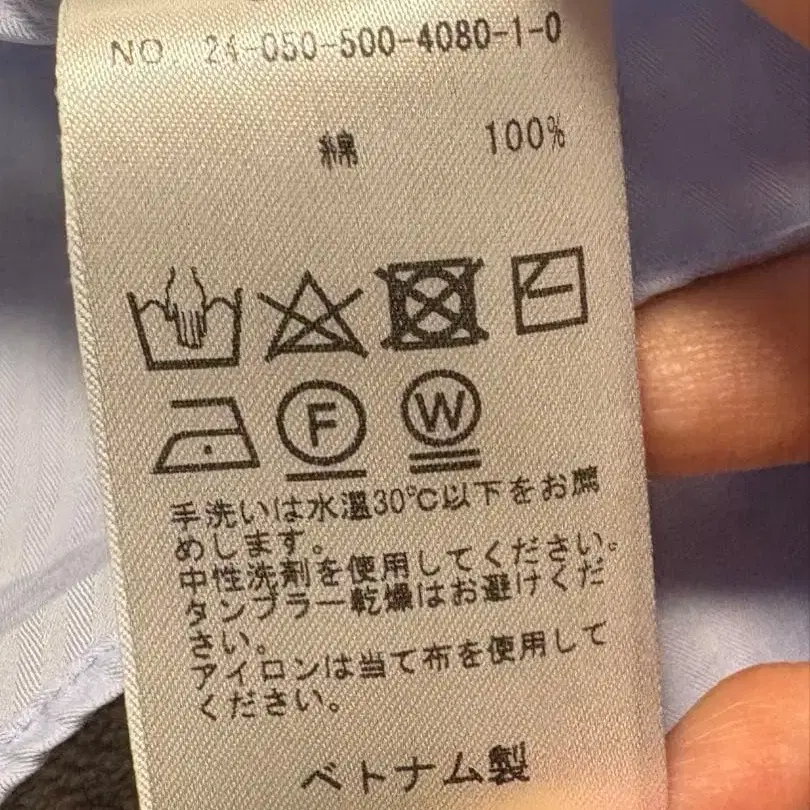 NO. 24-050-500-4080-1-0
綿 100%
F W
手洗いは水温30℃以下をお薦
めします。
中性洗剤を使用してください。
タンブラー乾燥はお避けくだ
さい。
アイロンは当て布を使用して
ください。
ベトナム製